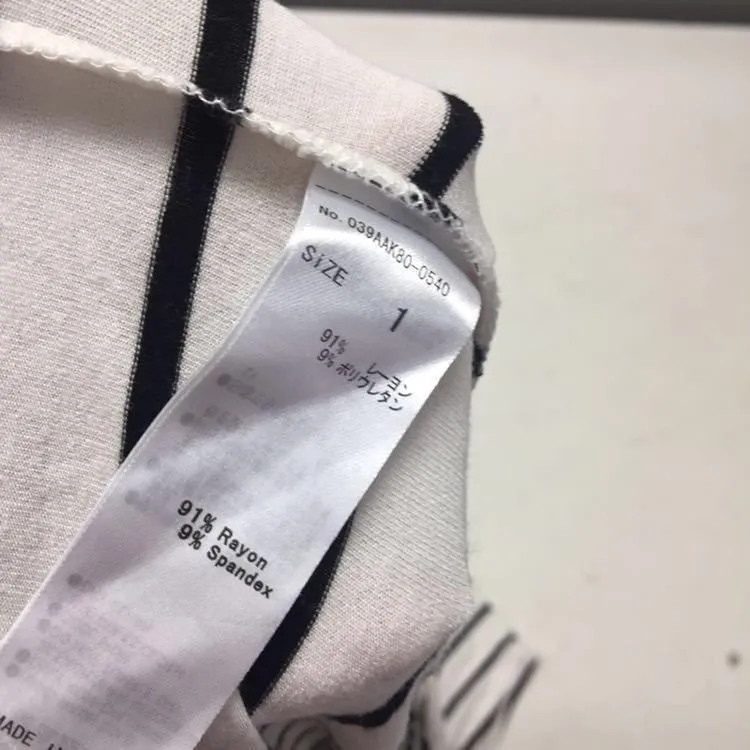 No. 039AAK80-0540
SiZE
1
91% レーヨン
9% ポリウレタン
91% Rayon
9% Spandex
MADE